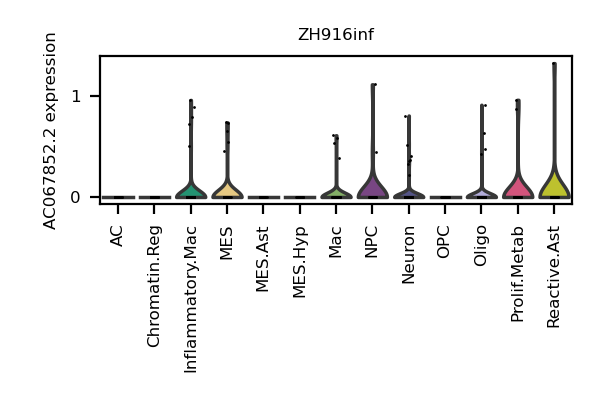 ZH916inf
AC067852.2 expression
1
0
AC
Chromatin.Reg
Inflammatory.Mac
MES
MES.Ast
MES.Hyp
Mac
NPC
Neuron
OPC
Oligo
Prolif.Metab
Reactive.Ast